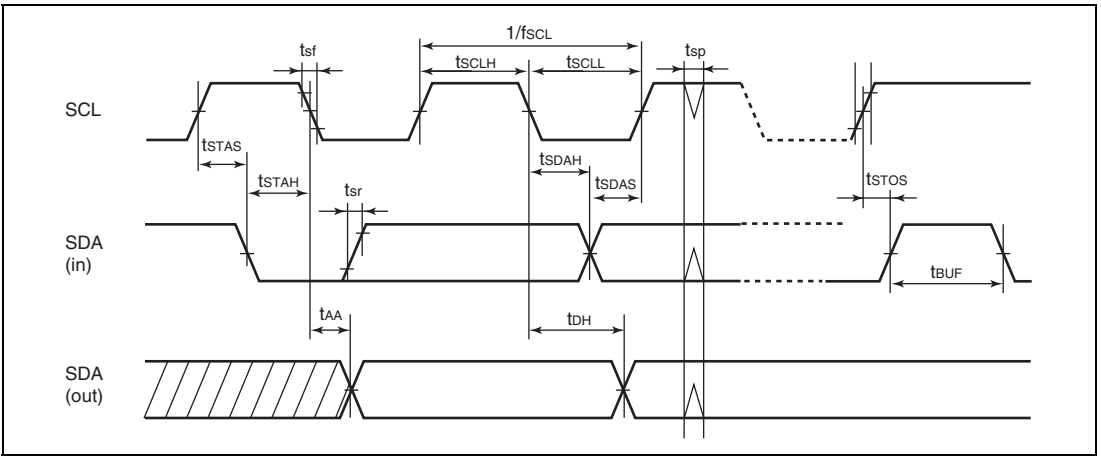 1/fSCL
tsf
tSCLH
tSCLL
tsp
SCL
tSTAS
tSTAH
tSDAH
tSDAS
tsr
tSTOS
SDA
(in)
tBUF
tAA
tDH
SDA
(out)